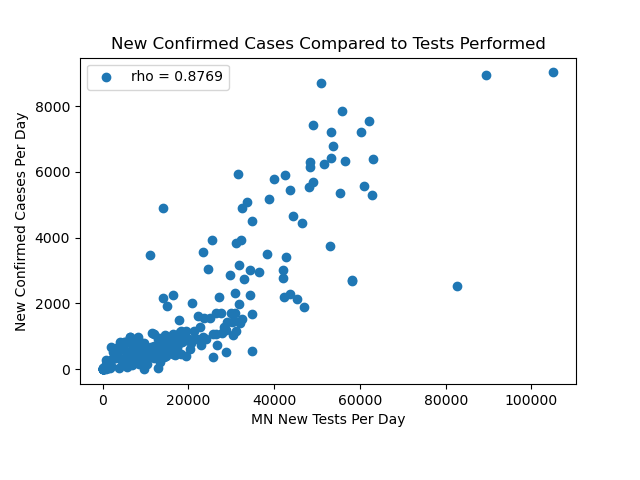 New Confirmed Cases Compared to Tests Performed
rho = 0.8769
New Confirmed Caeses Per Day
8000
6000
4000
2000
0
0 20000 40000 60000 80000 100000
MN New Tests Per Day